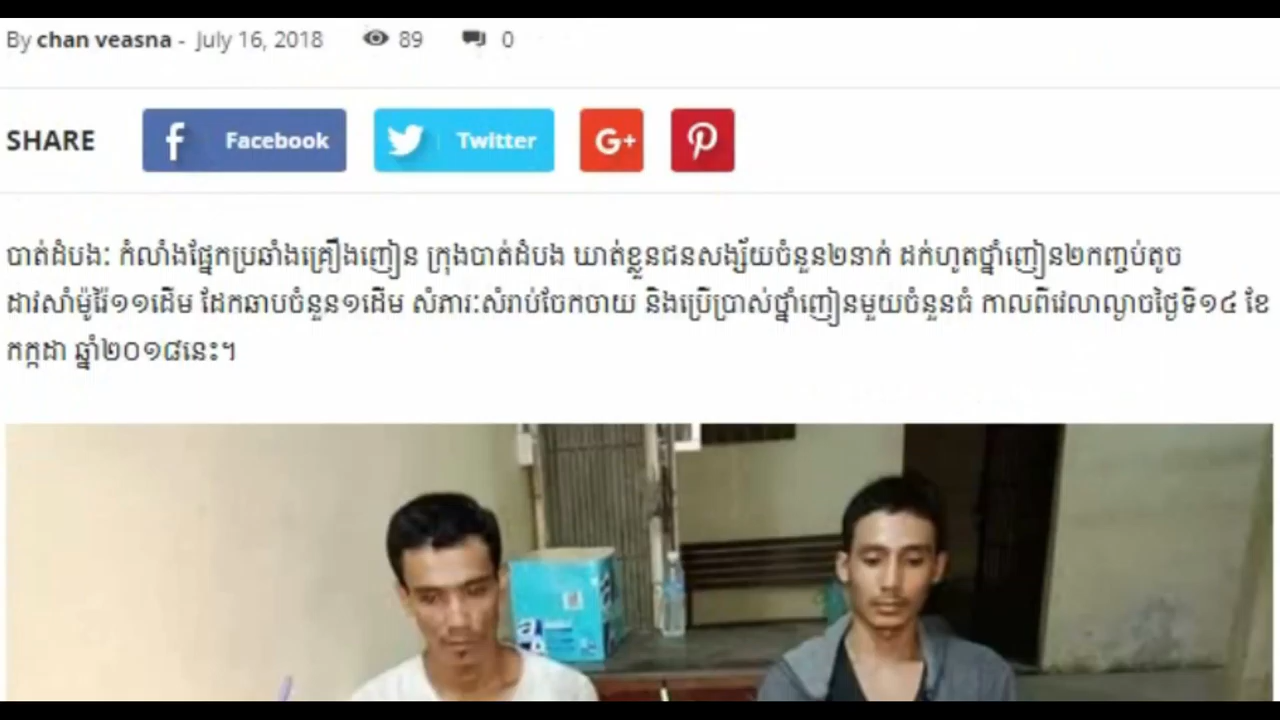 By chan veasna - July 16, 2018 89 0
SHARE Facebook Twitter G+
បាត់ដំបងៈ កំលាំងផ្នែកប្រឆាំងគ្រឿងញៀន ក្រុងបាត់ដំបង ឃាត់ខ្លួនជនសង្ស័យចំនួន២នាក់ ដក់ហូតថ្នាំញៀន២កញ្ចប់តូច
ដាវសាំម៉ូរ៉ៃ១១ដើម ដែកឆាបចំនួន១ដើម សំភារៈសំរាប់ចែកចាយ និងប្រើប្រាស់ថ្នាំញៀនមួយចំនួនធំ កាលពីវេលាល្ងាចថ្ងៃទី១៤ ខែ
កក្កដា ឆ្នាំ២០១៨នេះ។